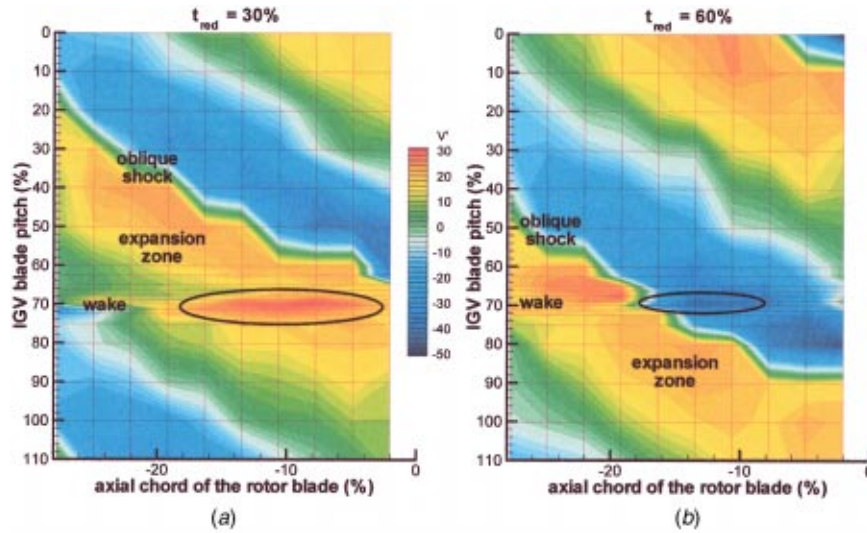 t_red = 30%
t_red = 60%
0
10
20
30
40
50
60
70
80
90
100
110
IGV blade pitch (%)
oblique
shock
expansion
zone
wake
-20
-10
0
axial chord of the rotor blade (%)
(a)
V'
30
20
10
0
-10
-20
-30
-40
-50
0
10
20
30
40
50
60
70
80
90
100
110
IGV blade pitch (%)
oblique
shock
wake
expansion
zone
-20
-10
0
axial chord of the rotor blade (%)
(b)